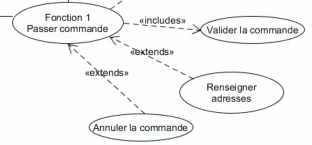 Fonction 1
Passer commande
«includes»
Valider la commande
«extends»
«extends»
Renseigner
adresses
Annuler la commande